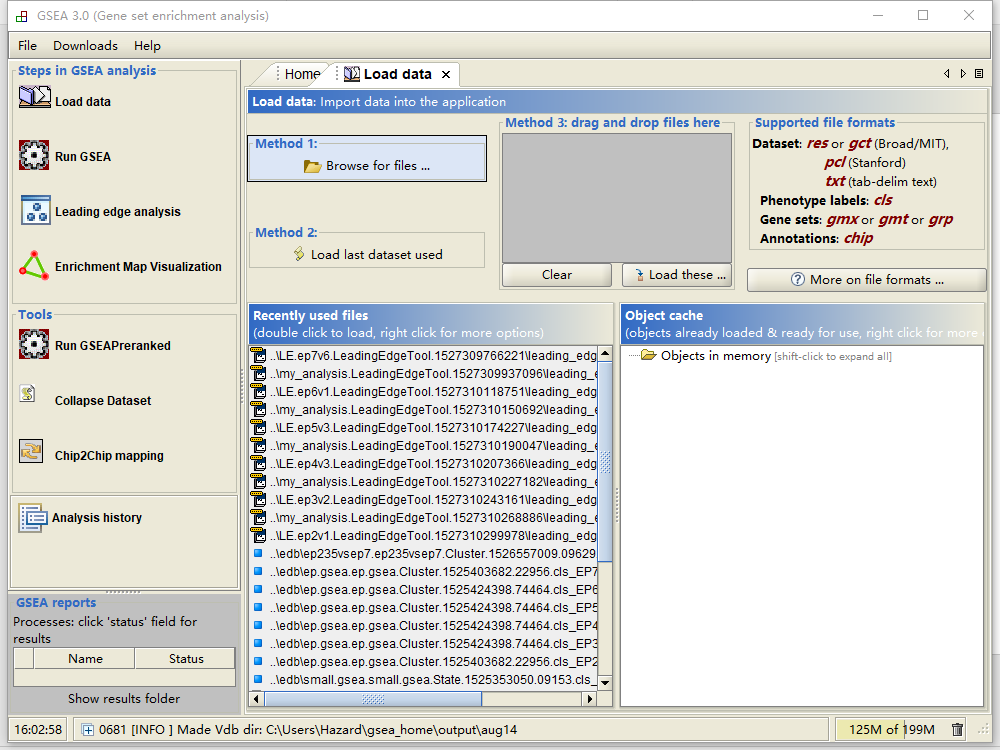 GSEA 3.0 (Gene set enrichment analysis)
File Downloads Help
Steps in GSEA analysis
Load data
Run GSEA
Leading edge analysis
Enrichment Map Visualization
Tools
Run GSEAPreranked
Collapse Dataset
Chip2Chip mapping
Analysis history
GSEA reports
Processes: click 'status' field for
results
Name Status
Show results folder
Home Load data
Load data: Import data into the application
Method 1:
Browse for files ...
Method 2:
Load last dataset used
Method 3: drag and drop files here
Clear Load these ...
Supported file formats
Dataset: res or gct (Broad/MIT),
pcl (Stanford)
txt (tab-delim text)
Phenotype labels: cls
Gene sets: gmx or gmt or grp
Annotations: chip
More on file formats ...
Recently used files
(double click to load, right click for more options)
..\LE.ep7v6.LeadingEdgeTool.1527309766221\leading_edg
..\my_analysis.LeadingEdgeTool.1527309937096\leading_e
..\LE.ep6v1.LeadingEdgeTool.1527310118751\leading_edg
..\my_analysis.LeadingEdgeTool.1527310150692\leading_e
..\LE.ep5v3.LeadingEdgeTool.1527310174227\leading_edg
..\my_analysis.LeadingEdgeTool.1527310190047\leading_e
..\LE.ep4v3.LeadingEdgeTool.1527310207366\leading_edg
..\my_analysis.LeadingEdgeTool.1527310227182\leading_e
..\LE.ep3v2.LeadingEdgeTool.1527310243161\leading_edg
..\my_analysis.LeadingEdgeTool.1527310268886\leading_e
..\LE.ep2v1.LeadingEdgeTool.1527310299978\leading_edg
..\edb\ep235vsep7.ep235vsep7.Cluster.1526557009.09629
..\edb\ep.gsea.ep.gsea.Cluster.1525403682.22956.cls_EP7
..\edb\ep.gsea.ep.gsea.Cluster.1525424398.74464.cls_EP6
..\edb\ep.gsea.ep.gsea.Cluster.1525424398.74464.cls_EP5
..\edb\ep.gsea.ep.gsea.Cluster.1525424398.74464.cls_EP4
..\edb\ep.gsea.ep.gsea.Cluster.1525424398.74464.cls_EP3
..\edb\ep.gsea.ep.gsea.Cluster.1525403682.22956.cls_EP2
..\edb\small.gsea.small.gsea.State.1525353050.09153.cls_
Object cache
(objects already loaded & ready for use, right click for more
Objects in memory [shift-click to expand all]
16:02:58 0681 [INFO ] Made Vdb dir: C:\Users\Hazard\gsea_home\output\aug14 125M of 199M